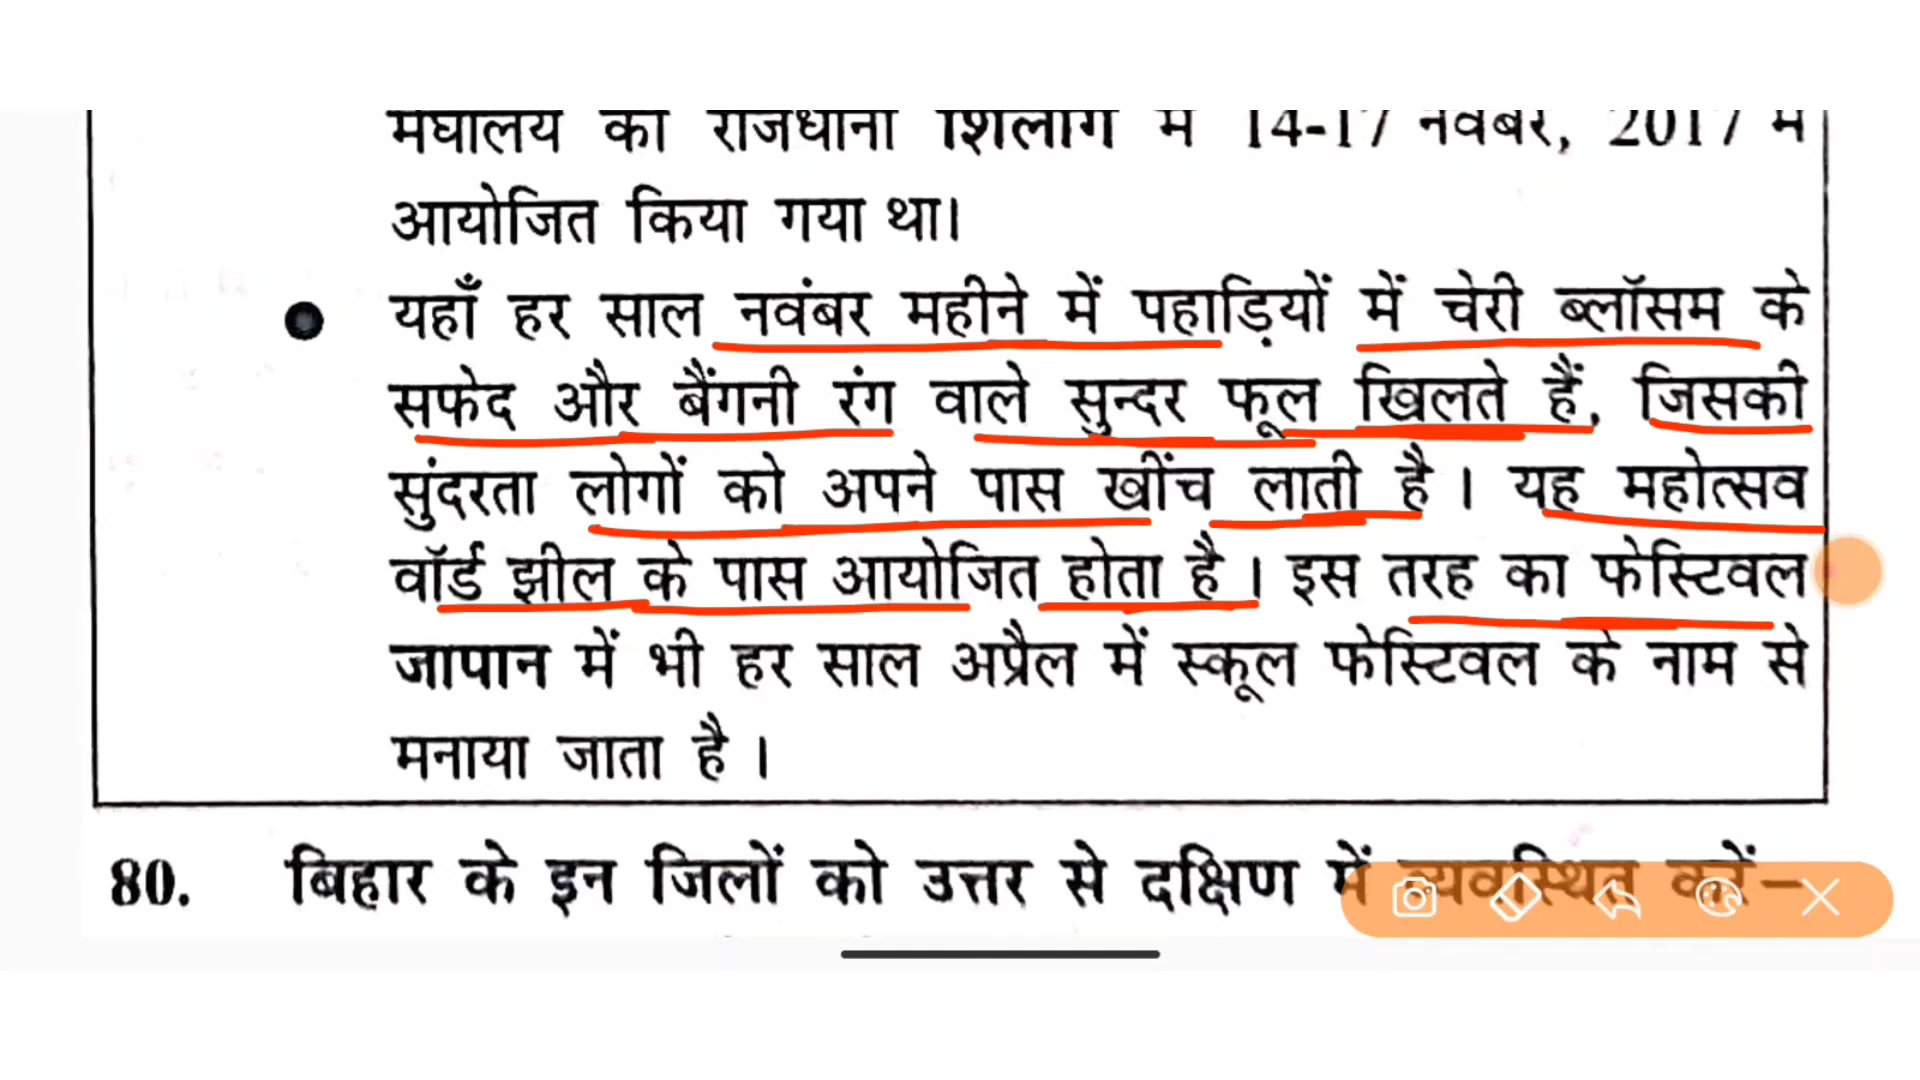 मेघालय की राजधानी शिलांग में 14-17 नवंबर, 2017 में
आयोजित किया गया था।
● यहाँ हर साल नवंबर महीने में पहाड़ियों में चेरी ब्लॉसम के
सफेद और बैंगनी रंग वाले सुन्दर फूल खिलते हैं, जिसकी
सुंदरता लोगों को अपने पास खींच लाती है। यह महोत्सव
वॉर्ड झील के पास आयोजित होता है। इस तरह का फेस्टिवल
जापान में भी हर साल अप्रैल में स्कूल फेस्टिवल के नाम से
मनाया जाता है।
80. बिहार के इन जिलों को उत्तर से दक्षिण में व्यवस्थित करें–